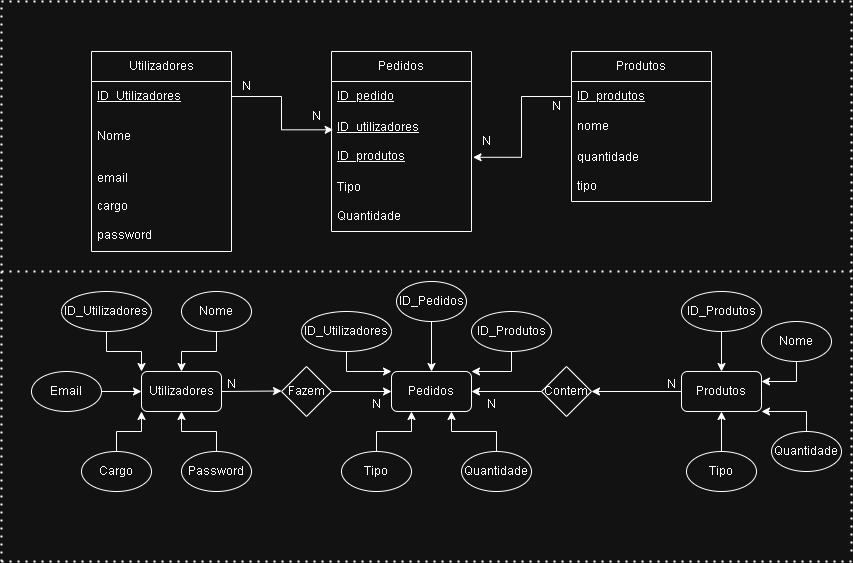 Utilizadores
ID_Utilizadores
Nome
email
cargo
password
N
N
Pedidos
ID_pedido
ID_utilizadores
ID_produtos
Tipo
Quantidade
N
N
Produtos
ID_produtos
nome
quantidade
tipo
ID_Utilizadores
Nome
ID_Utilizadores
ID_Pedidos
ID_Produtos
ID_Produtos
Nome
Email
Utilizadores
N
Fazem
N
Pedidos
N
Contem
N
Produtos
Cargo
Password
Tipo
Quantidade
Tipo
Quantidade